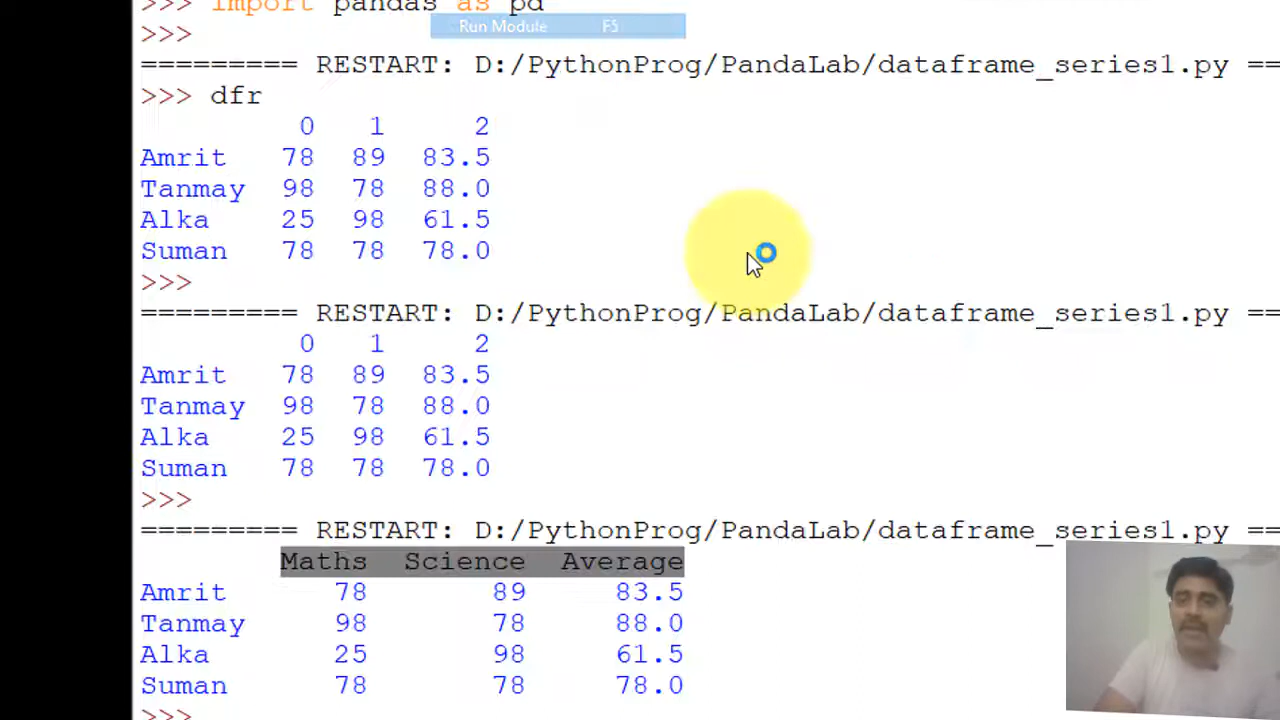 >>> import pandas as pd
Run Module F5
>>>
========= RESTART: D:/PythonProg/PandaLab/dataframe_series1.py ==
>>> dfr
0 1 2
Amrit 78 89 83.5
Tanmay 98 78 88.0
Alka 25 98 61.5
Suman 78 78 78.0
>>>
========= RESTART: D:/PythonProg/PandaLab/dataframe_series1.py ==
0 1 2
Amrit 78 89 83.5
Tanmay 98 78 88.0
Alka 25 98 61.5
Suman 78 78 78.0
>>>
========= RESTART: D:/PythonProg/PandaLab/dataframe_series1.py ==
Maths Science Average
Amrit 78 89 83.5
Tanmay 98 78 88.0
Alka 25 98 61.5
Suman 78 78 78.0
>>>